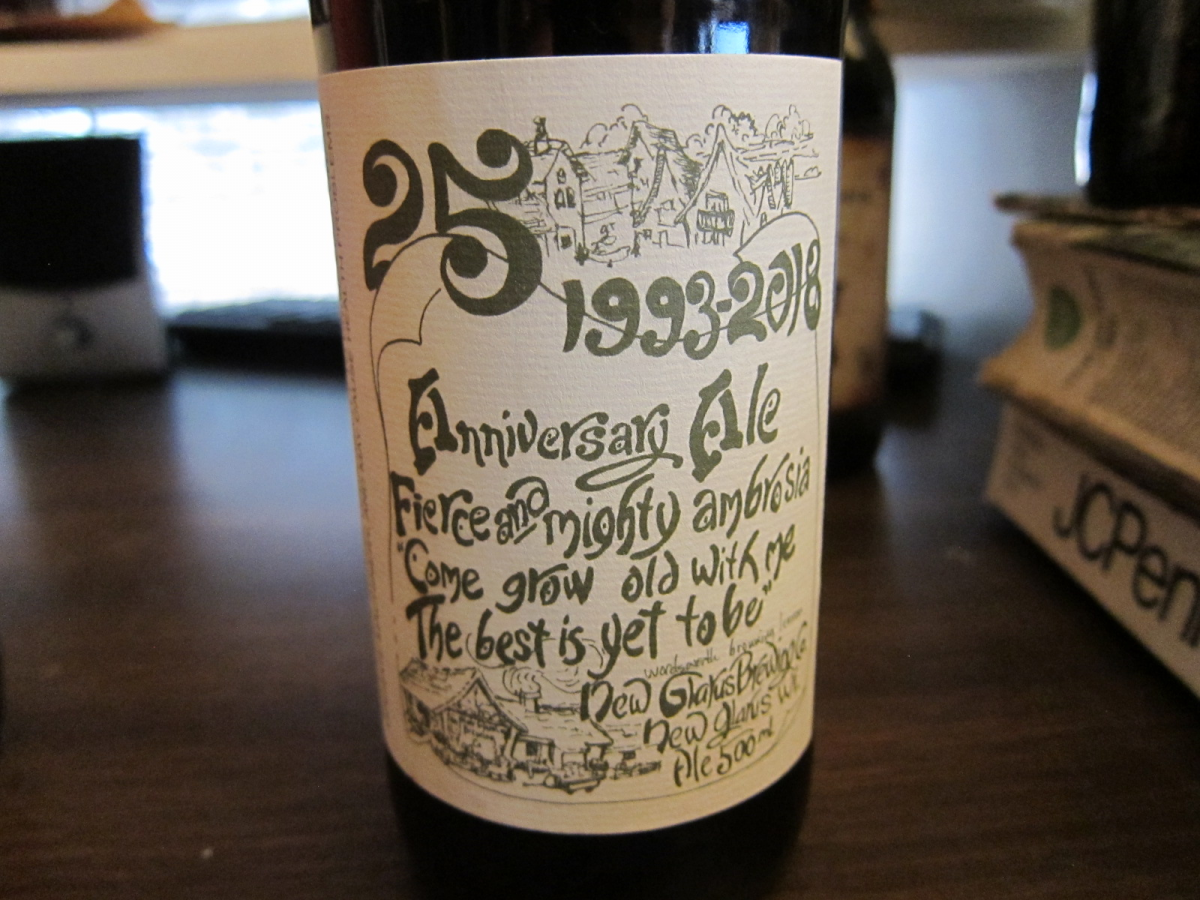 25
1993-2018
Anniversary Ale
Fierce and mighty ambrosia
"Come grow old with me
The best is yet to be"
New Glarus Brewing Co.
New Glarus WI.
Ale 500 ml
JCPenn